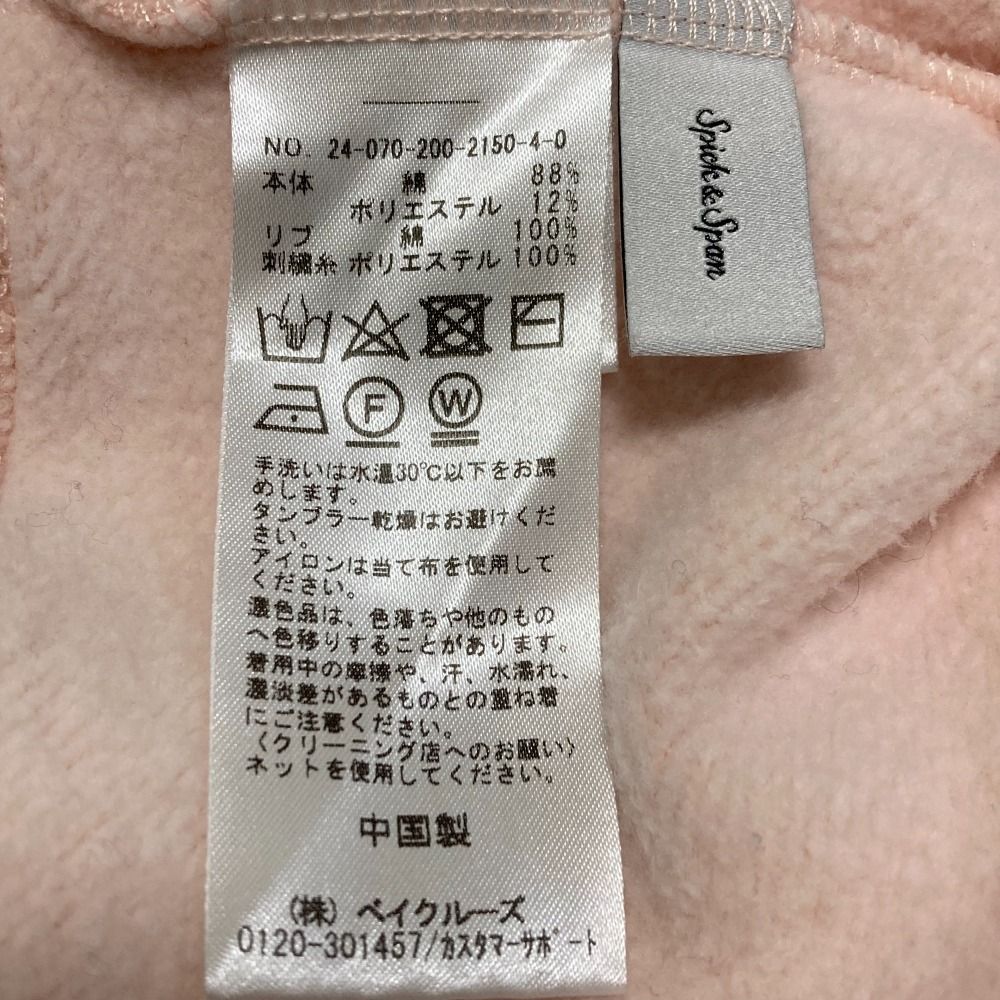 NO. 24-070-200-2150-4-0
本体 綿 88%
ポリエステル 12%
リブ 綿 100%
刺繍糸 ポリエステル 100%
F W
手洗いは水温30℃以下をお薦
めします。
タンブラー乾燥はお避けくだ
さい。
アイロンは当て布を使用して
ください。
濃色品は、色落ちや他のもの
へ色移りすることがあります。
着用中の摩擦や、汗、水濡れ、
濃淡差があるものとの重ね着
にご注意ください。
〈クリーニング店へのお願い〉
ネットを使用してください。
中国製
(株) ベイクルーズ
0120-301457/カスタマーサポート
Spick & Span